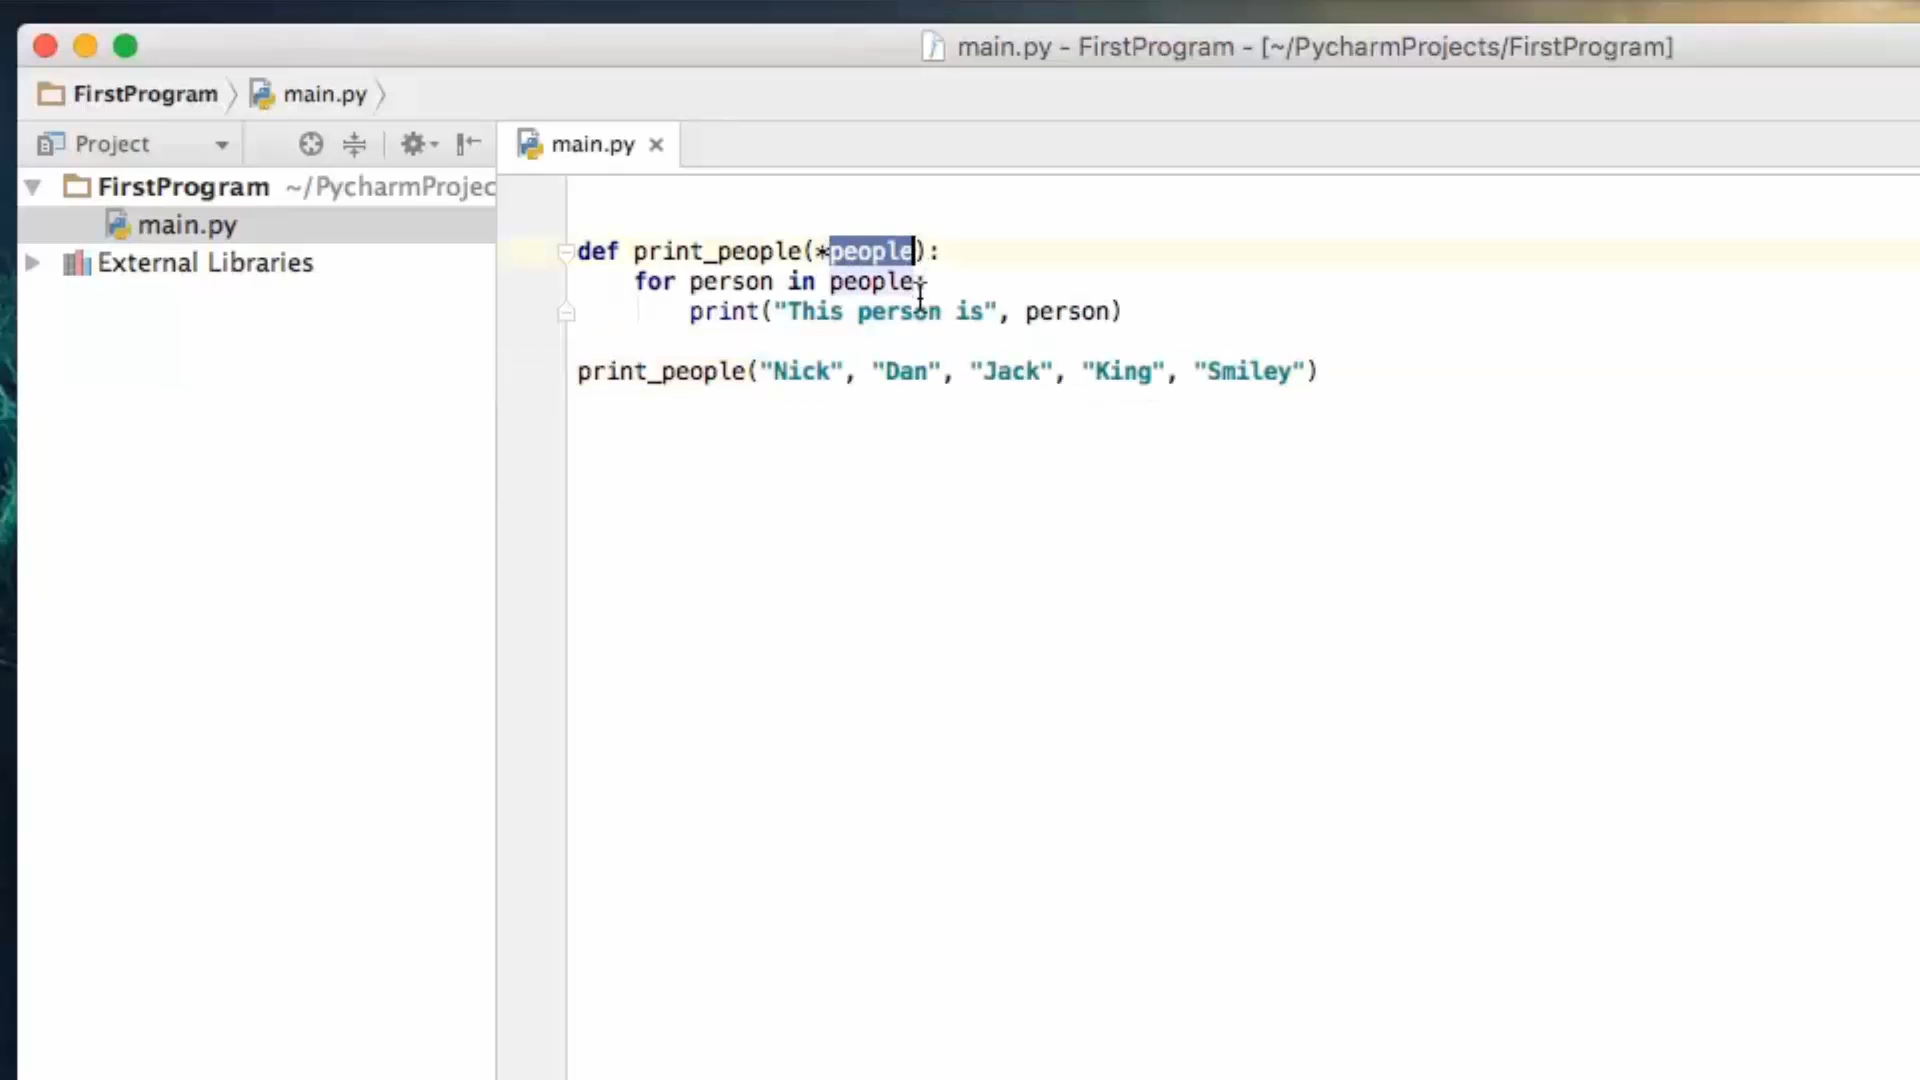 main.py - FirstProgram - [~/PycharmProjects/FirstProgram]
FirstProgram main.py
Project
main.py
FirstProgram ~/PycharmProjec
main.py
External Libraries
def print_people(*people):
for person in people:
print("This person is", person)
print_people("Nick", "Dan", "Jack", "King", "Smiley")